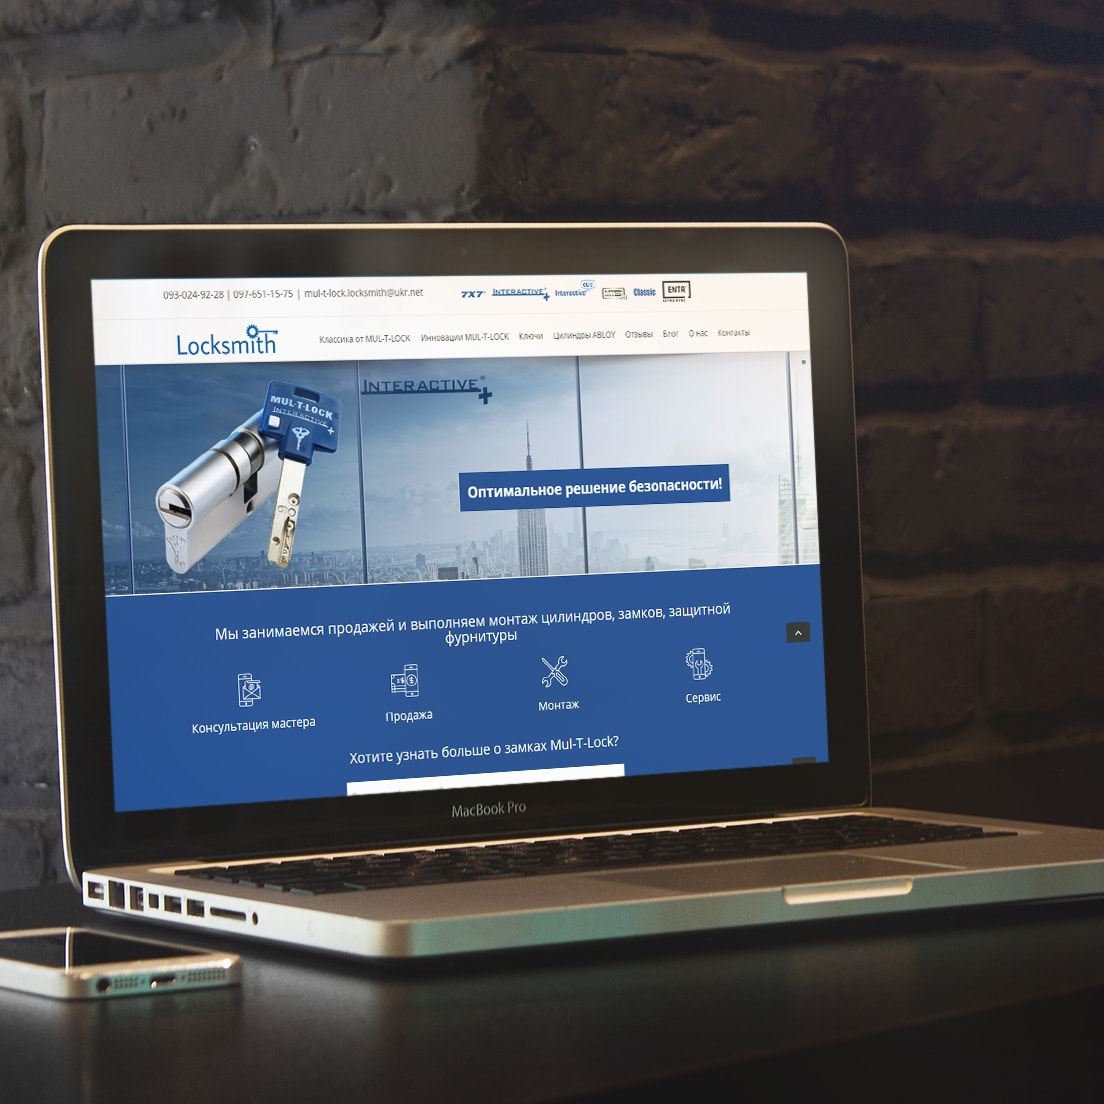 093-024-92-28 | 097-651-15-75 | mul-t-lock.locksmith@ukr.net
7X7 INTERACTIVE+ Interactive CLIQ Classic ENTR
Locksmith
Классика от MUL-T-LOCK Инновации MUL-T-LOCK Ключи Цилиндры ABLOY Отзывы Блог О нас Контакты
INTERACTIVE®+
MUL-T-LOCK®
INTERACTIVE+
Оптимальное решение безопасности!
Мы занимаемся продажей и выполняем монтаж цилиндров, замков, защитной
фурнитуры
Консультация мастера Продажа Монтаж Сервис
Хотите узнать больше о замках Mul-T-Lock?
MacBook Pro